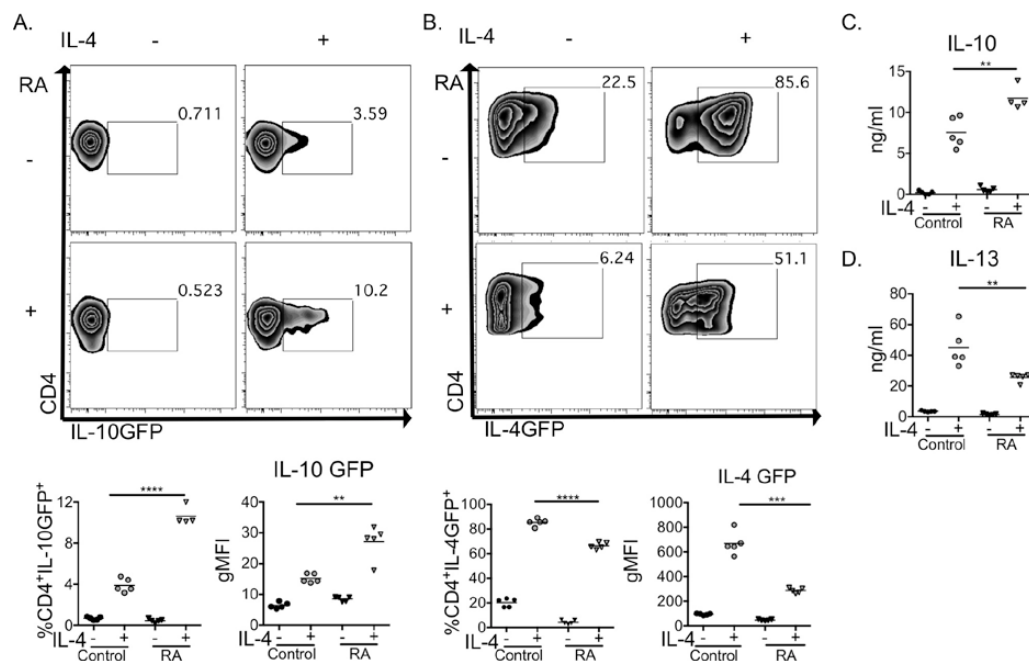 A.
IL-4 - +
RA
0.711 3.59
-
0.523 10.2
+
CD4
IL-10GFP
B.
IL-4 - +
RA
22.5 85.6
-
6.24 51.1
+
CD4
IL-4GFP
C.
IL-10
**
15
10
5
0
ng/ml
IL-4 - + - +
Control RA
D.
IL-13
**
80
60
40
20
0
ng/ml
IL-4 - + - +
Control RA
****
12
8
4
0
%CD4+IL-10GFP+
IL-4 - + - +
Control RA
IL-10 GFP
**
40
30
20
10
0
gMFI
IL-4 - + - +
Control RA
****
100
80
60
40
20
0
%CD4+IL-4GFP+
IL-4 - + - +
Control RA
IL-4 GFP
***
1000
900
600
300
0
gMFI
IL-4 - + - +
Control RA